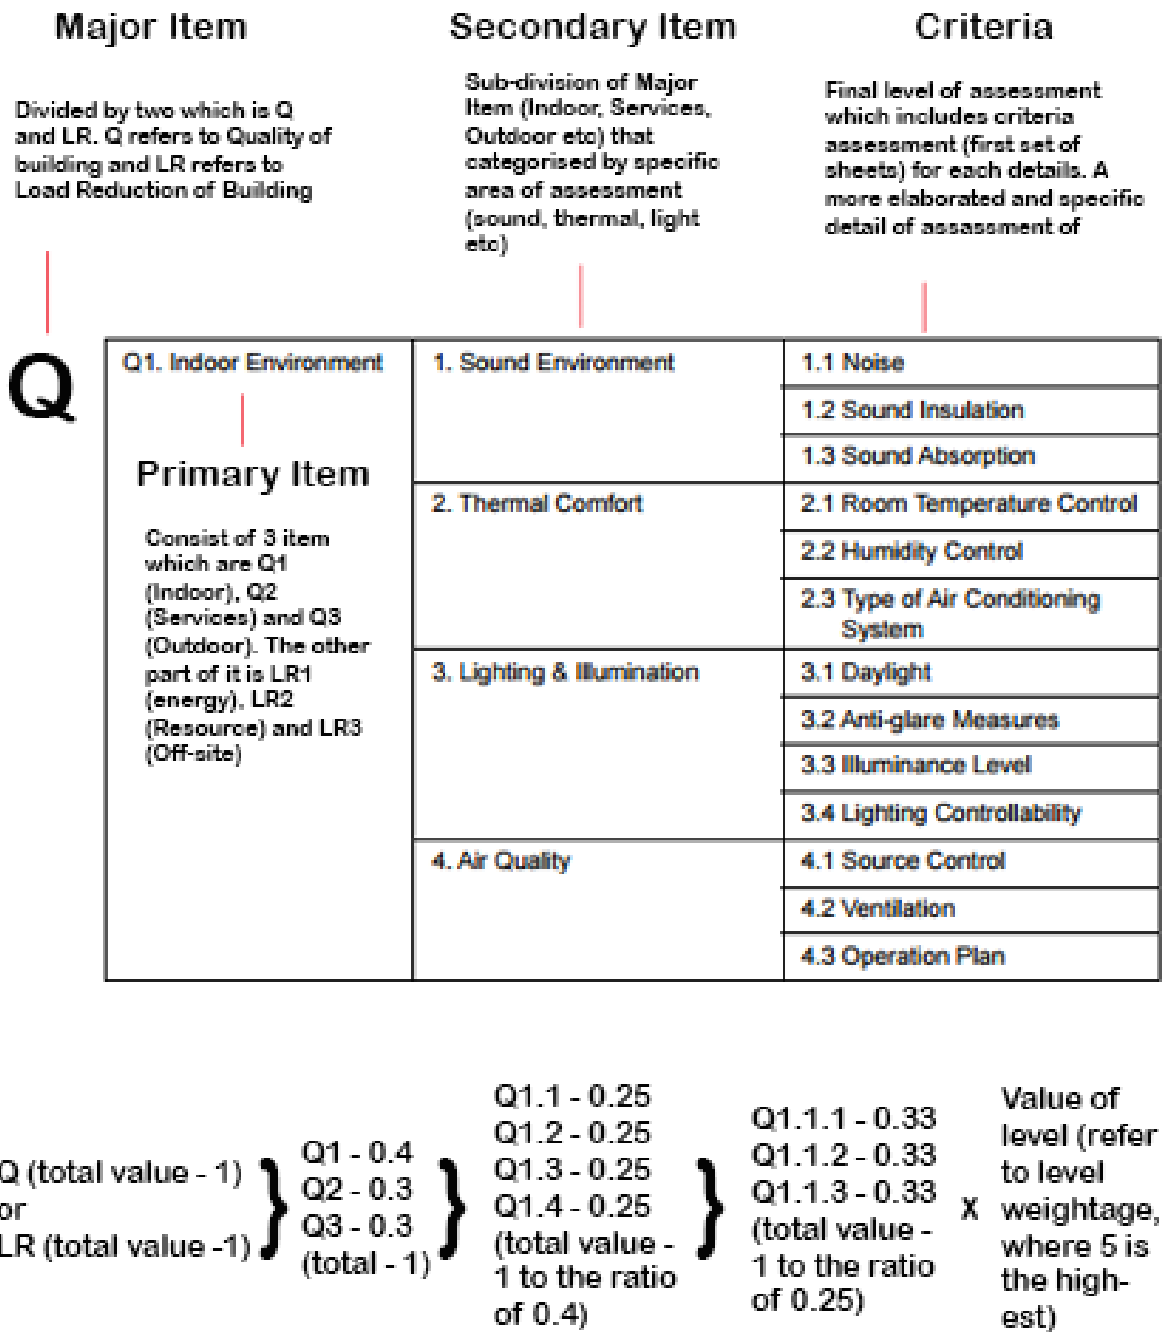 Major Item
Secondary Item
Criteria
Divided by two which is Q
and LR. Q refers to Quality of
building and LR refers to
Load Reduction of Building
Sub-division of Major
Item (Indoor, Services,
Outdoor etc) that
categorised by specific
area of assessment
(sound, thermal, light
etc)
Final level of assessment
which includes criteria
assessment (first set of
sheets) for each details. A
more elaborated and specific
detail of assassment of
Q
Q1. Indoor Environment
Primary Item
Consist of 3 item
which are Q1
(Indoor), Q2
(Services) and Q3
(Outdoor). The other
part of it is LR1
(energy), LR2
(Resource) and LR3
(Off-site)
1. Sound Environment
1.1 Noise
1.2 Sound Insulation
1.3 Sound Absorption
2. Thermal Comfort
2.1 Room Temperature Control
2.2 Humidity Control
2.3 Type of Air Conditioning
System
3. Lighting & Illumination
3.1 Daylight
3.2 Anti-glare Measures
3.3 Illuminance Level
3.4 Lighting Controllability
4. Air Quality
4.1 Source Control
4.2 Ventilation
4.3 Operation Plan
Q (total value - 1)
or
LR (total value -1)
}
Q1 - 0.4
Q2 - 0.3
Q3 - 0.3
(total - 1)
}
Q1.1 - 0.25
Q1.2 - 0.25
Q1.3 - 0.25
Q1.4 - 0.25
(total value -
1 to the ratio
of 0.4)
}
Q1.1.1 - 0.33
Q1.1.2 - 0.33
Q1.1.3 - 0.33
(total value -
1 to the ratio
of 0.25)
x
Value of
level (refer
to level
weightage,
where 5 is
the high-
est)